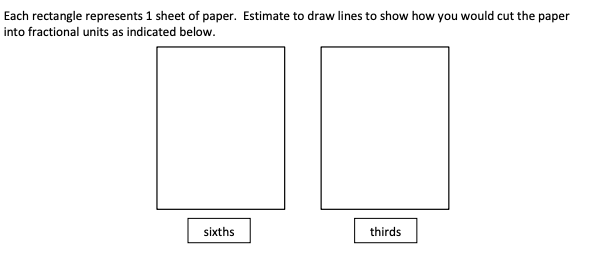 Each rectangle represents 1 sheet of paper.  Estimate to draw lines to show how you would cut the paper
into fractional units as indicated below.
sixths
thirds